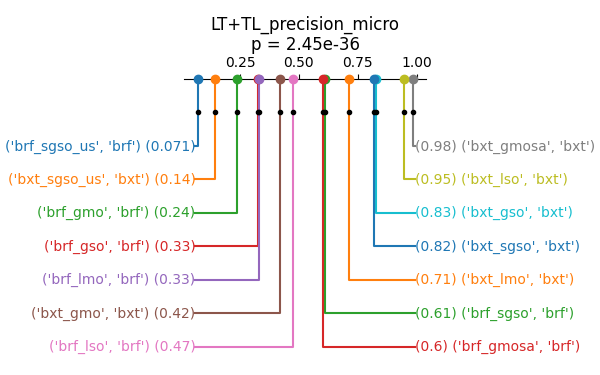 LT+TL_precision_micro
p = 2.45e-36
0.25 0.50 0.75 1.00
('brf_sgso_us', 'brf') (0.071)
(0.98) ('bxt_gmosa', 'bxt')
('bxt_sgso_us', 'bxt') (0.14)
(0.95) ('bxt_lso', 'bxt')
('brf_gmo', 'brf') (0.24)
(0.83) ('bxt_gso', 'bxt')
('brf_gso', 'brf') (0.33)
(0.82) ('bxt_sgso', 'bxt')
('brf_lmo', 'brf') (0.33)
(0.71) ('bxt_lmo', 'bxt')
('bxt_gmo', 'bxt') (0.42)
(0.61) ('brf_sgso', 'brf')
('brf_lso', 'brf') (0.47)
(0.6) ('brf_gmosa', 'brf')